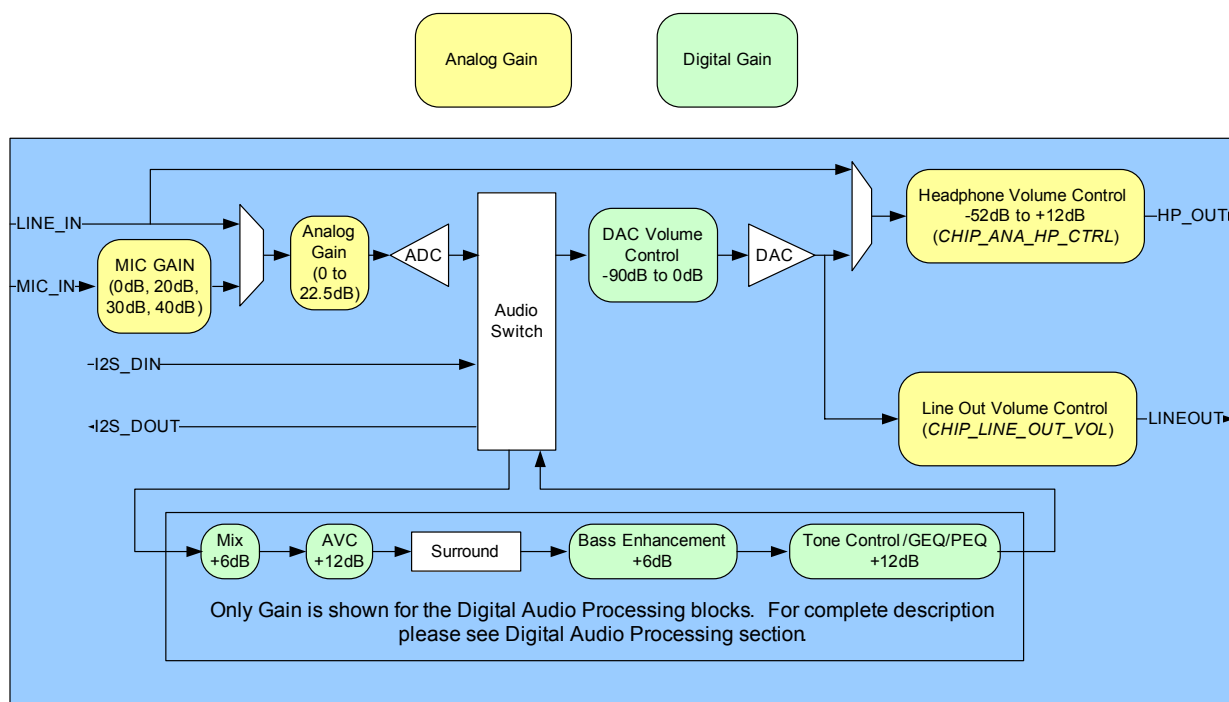 Analog Gain
Digital Gain
LINE_IN
MIC_IN
MIC GAIN
(0dB, 20dB,
30dB, 40dB)
Analog
Gain
(0 to
22.5dB)
ADC
Audio
Switch
DAC Volume
Control
-90dB to 0dB
DAC
Headphone Volume Control
-52dB to +12dB
(CHIP_ANA_HP_CTRL)
HP_OUT
I2S_DIN
I2S_DOUT
Line Out Volume Control
(CHIP_LINE_OUT_VOL)
LINEOUT
Mix
+6dB
AVC
+12dB
Surround
Bass Enhancement
+6dB
Tone Control/GEQ/PEQ
+12dB
Only Gain is shown for the Digital Audio Processing blocks. For complete description
please see Digital Audio Processing section.